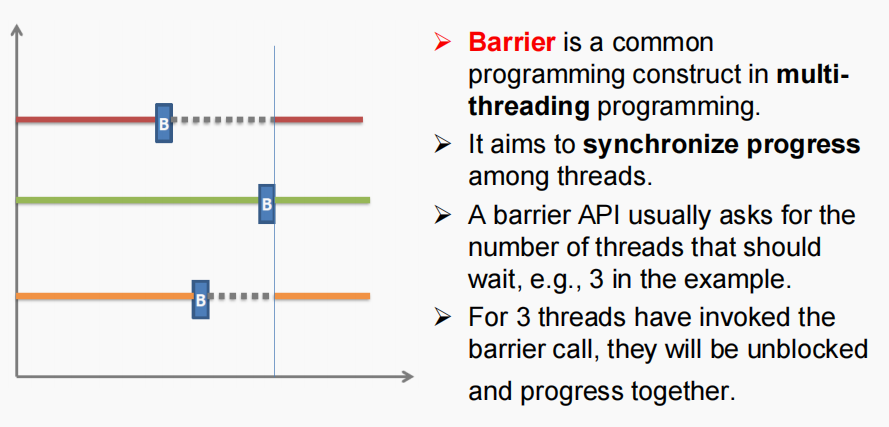 B
B
B
➢ Barrier is a common
programming construct in multi-
threading programming.
➢ It aims to synchronize progress
among threads.
➢ A barrier API usually asks for the
number of threads that should
wait, e.g., 3 in the example.
➢ For 3 threads have invoked the
barrier call, they will be unblocked
and progress together.